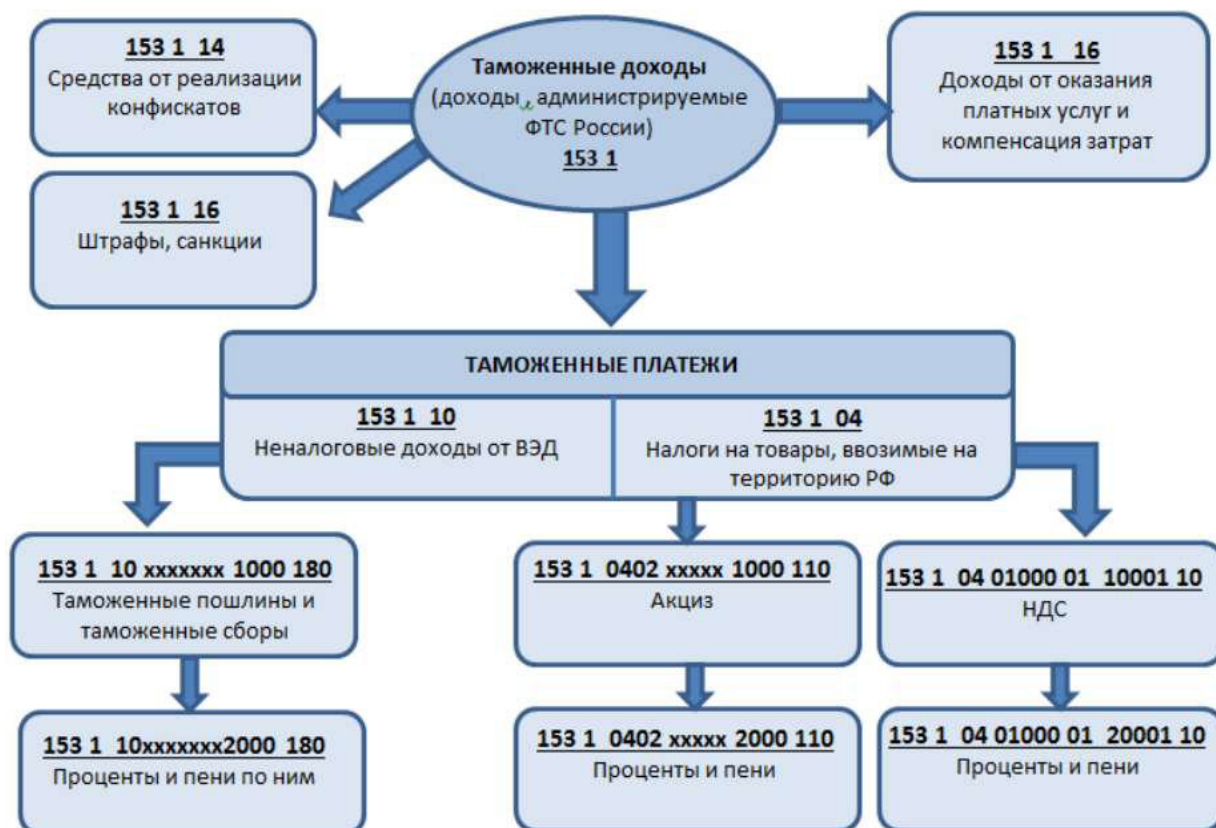 153 1 14
Средства от реализации
конфискатов
Таможенные доходы
(доходы , администрируемые
ФТС России)
153 1
153 1 16
Доходы от оказания
платных услуг и
компенсация затрат
153 1 16
Штрафы, санкции
ТАМОЖЕННЫЕ ПЛАТЕЖИ
153 1 10
Неналоговые доходы от ВЭД
153 1 04
Налоги на товары, ввозимые на
территорию РФ
153 1 10 xxxxxxx 1000 180
Таможенные пошлины и
таможенные сборы
153 1 0402 xxxxx 1000 110
Акциз
153 1 04 01000 01 10001 10
НДС
153 1 10xxxxxxx2000 180
Проценты и пени по ним
153 1 0402 xxxxx 2000 110
Проценты и пени
153 1 04 01000 01 20001 10
Проценты и пени